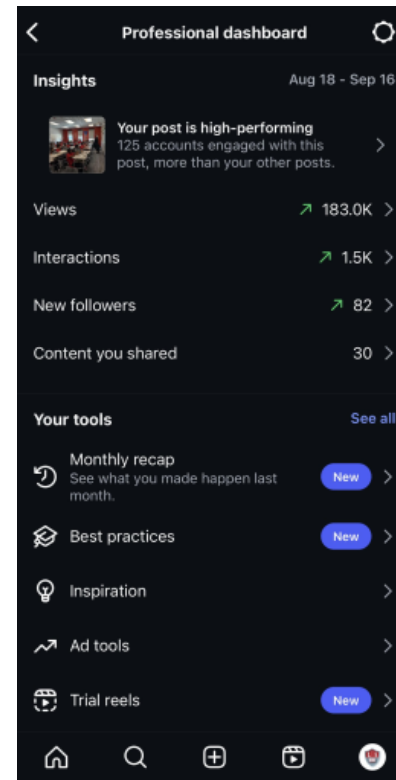 Professional dashboard
Insights
Aug 18 - Sep 16
Your post is high-performing
125 accounts engaged with this
post, more than your other posts.
Views
183.0K
Interactions
1.5K
New followers
82
Content you shared
30
Your tools
See all
Monthly recap
See what you made happen last
month.
New
Best practices
New
Inspiration
Ad tools
Trial reels
New